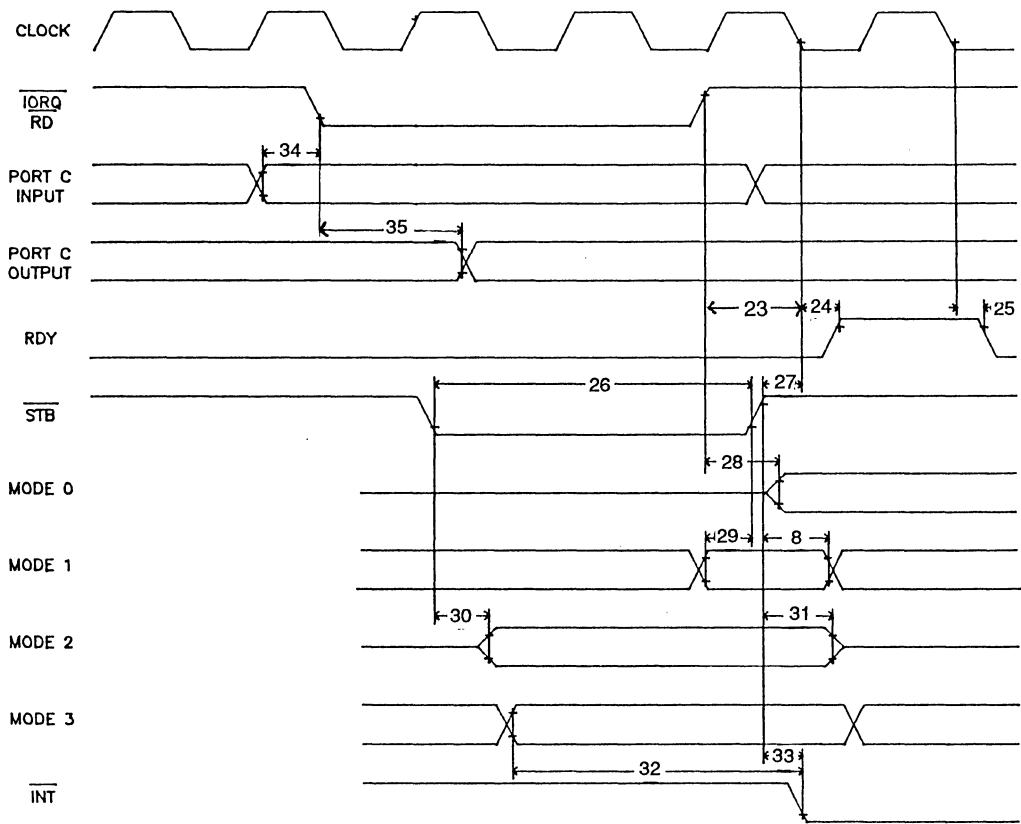 CLOCK
IORQ
RD
34
PORT C
INPUT
35
PORT C
OUTPUT
23
24
25
RDY
26
27
STB
28
MODE 0
29
8
MODE 1
30
31
MODE 2
MODE 3
33
32
INT